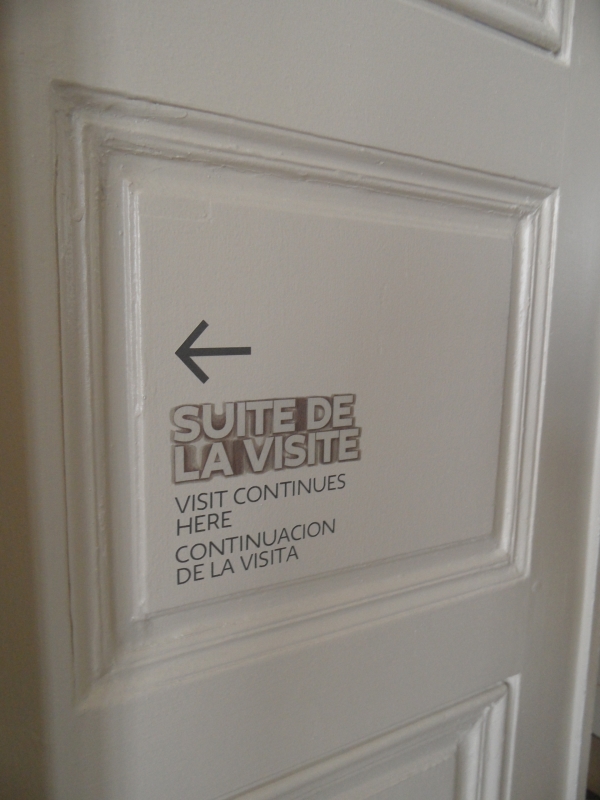 SUITE DE
LA VISITE
VISIT CONTINUES
HERE
CONTINUACION
DE LA VISITA